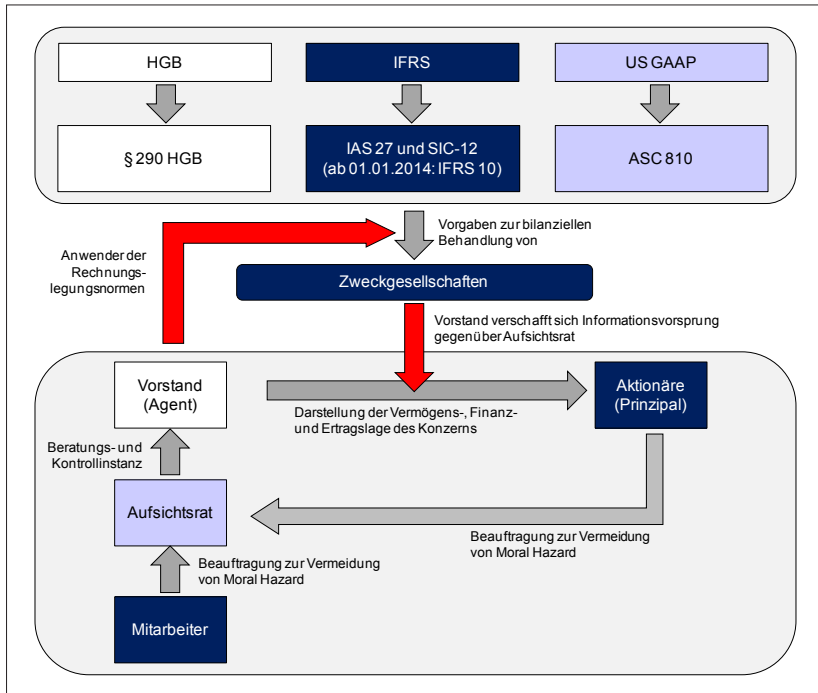 HGB
IFRS
US GAAP
§ 290 HGB
IAS 27 und SIC-12
(ab 01.01.2014: IFRS 10)
ASC 810
Anwender der
Rechnungs-
legungsnormen
Vorgaben zur bilanziellen
Behandlung von
Zweckgesellschaften
Vorstand verschafft sich Informationsvorsprung
gegenüber Aufsichtsrat
Vorstand
(Agent)
Aktionäre
(Prinzipal)
Darstellung der Vermögens-, Finanz-
und Ertragslage des Konzerns
Beratungs- und
Kontrollinstanz
Aufsichtsrat
Beauftragung zur Vermeidung
von Moral Hazard
Beauftragung zur Vermeidung
von Moral Hazard
Mitarbeiter